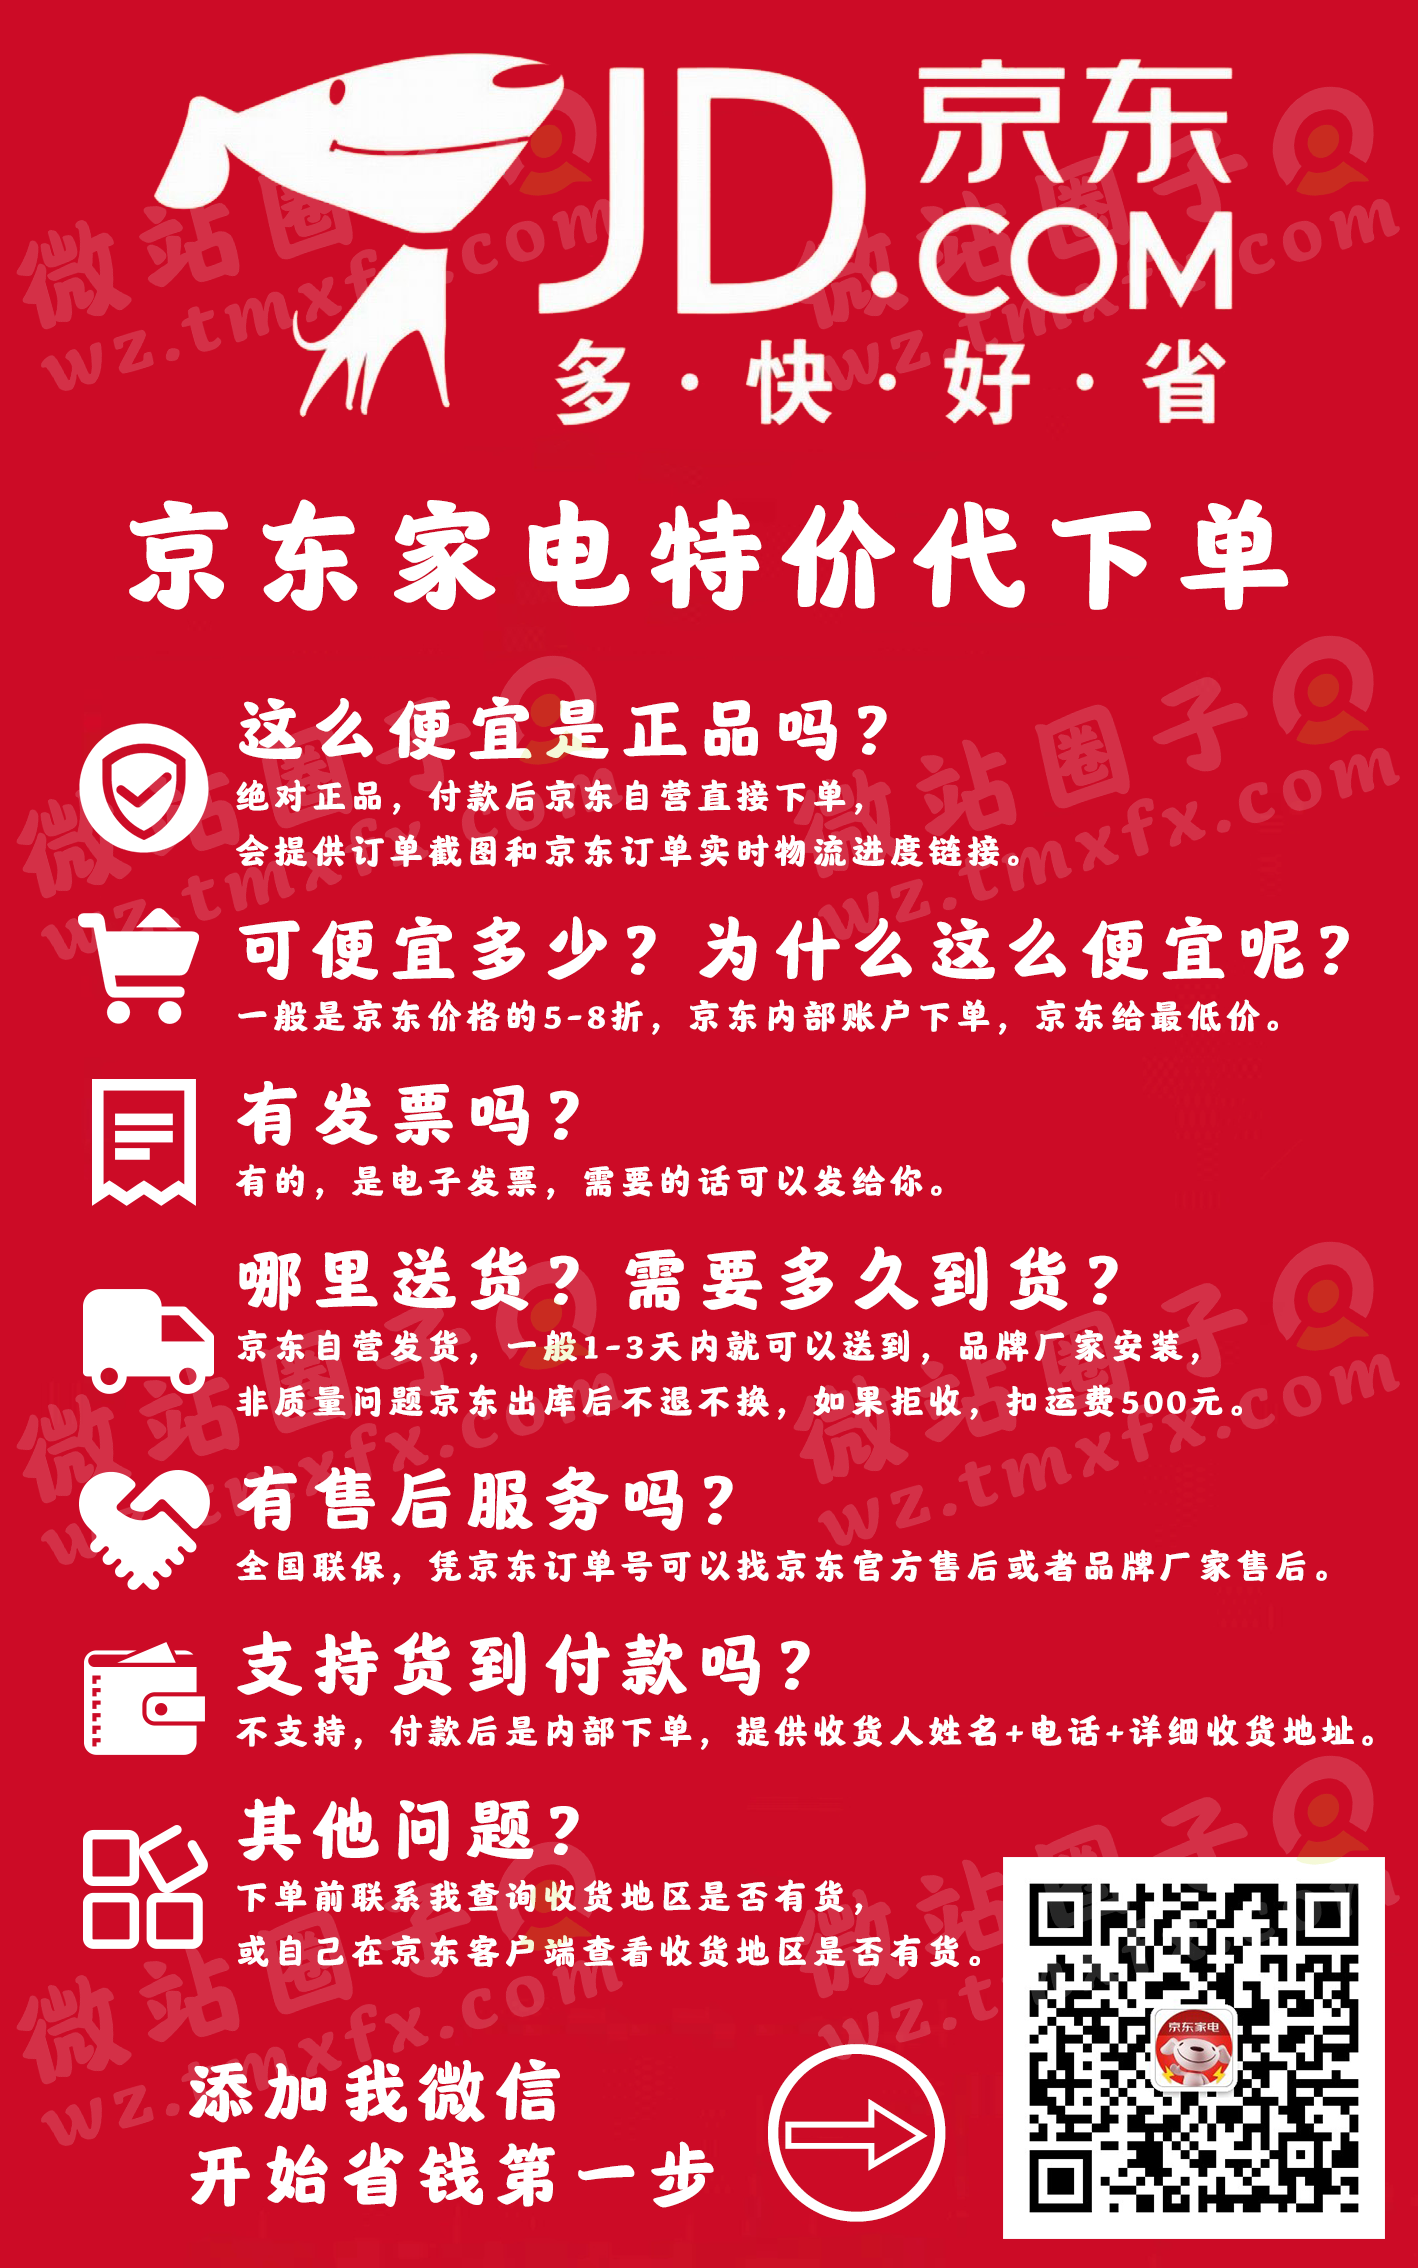 JD.京东
.COM
多·快·好·省
京东家电特价代下单
这么便宜是正品吗？
绝对正品，付款后京东自营直接下单，
会提供订单截图和京东订单实时物流进度链接。
可便宜多少？为什么这么便宜呢？
一般是京东价格的5-8折，京东内部账户下单，京东给最低价。
有发票吗？
有的，是电子发票，需要的话可以发给你。
哪里送货？需要多久到货？
京东自营发货，一般1-3天内就可以送到，品牌厂家安装，
非质量问题京东出库后不退不换，如果拒收，扣运费500元。
有售后服务吗？
全国联保，凭京东订单号可以找京东官方售后或者品牌厂家售后。
支持货到付款吗？
不支持，付款后是内部下单，提供收货人姓名+电话+详细收货地址。
其他问题？
下单前联系我查询收货地区是否有货，
或自己在京东客户端查看收货地区是否有货。
添加我微信
开始省钱第一步
京东家电
微站圈子
wz.tmxfx.com